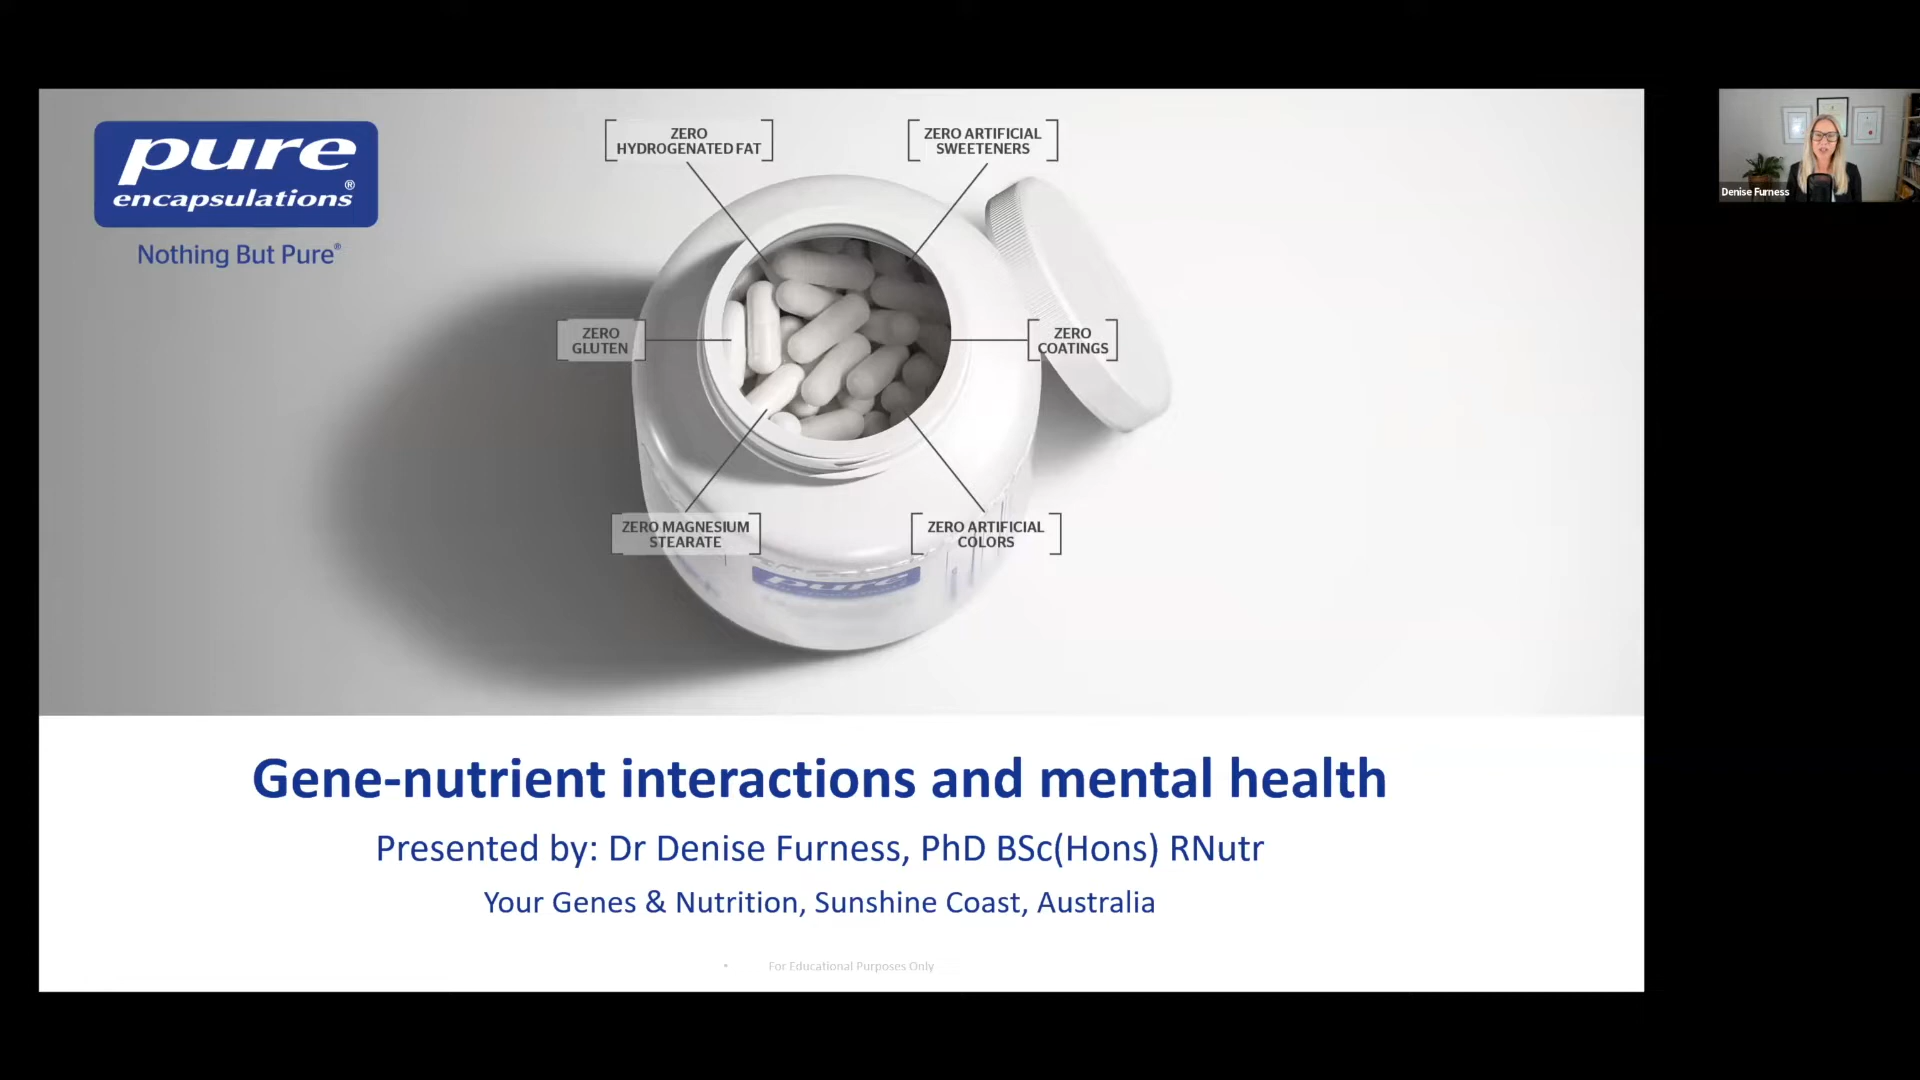 pure
encapsulations®
Nothing But Pure®
ZERO
HYDROGENATED FAT
ZERO ARTIFICIAL
SWEETENERS
ZERO
GLUTEN
ZERO
COATINGS
ZERO MAGNESIUM
STEARATE
ZERO ARTIFICIAL
COLORS
pure
Denise Furness
Gene-nutrient interactions and mental health
Presented by: Dr Denise Furness, PhD BSc(Hons) RNutr
Your Genes & Nutrition, Sunshine Coast, Australia
• For Educational Purposes Only